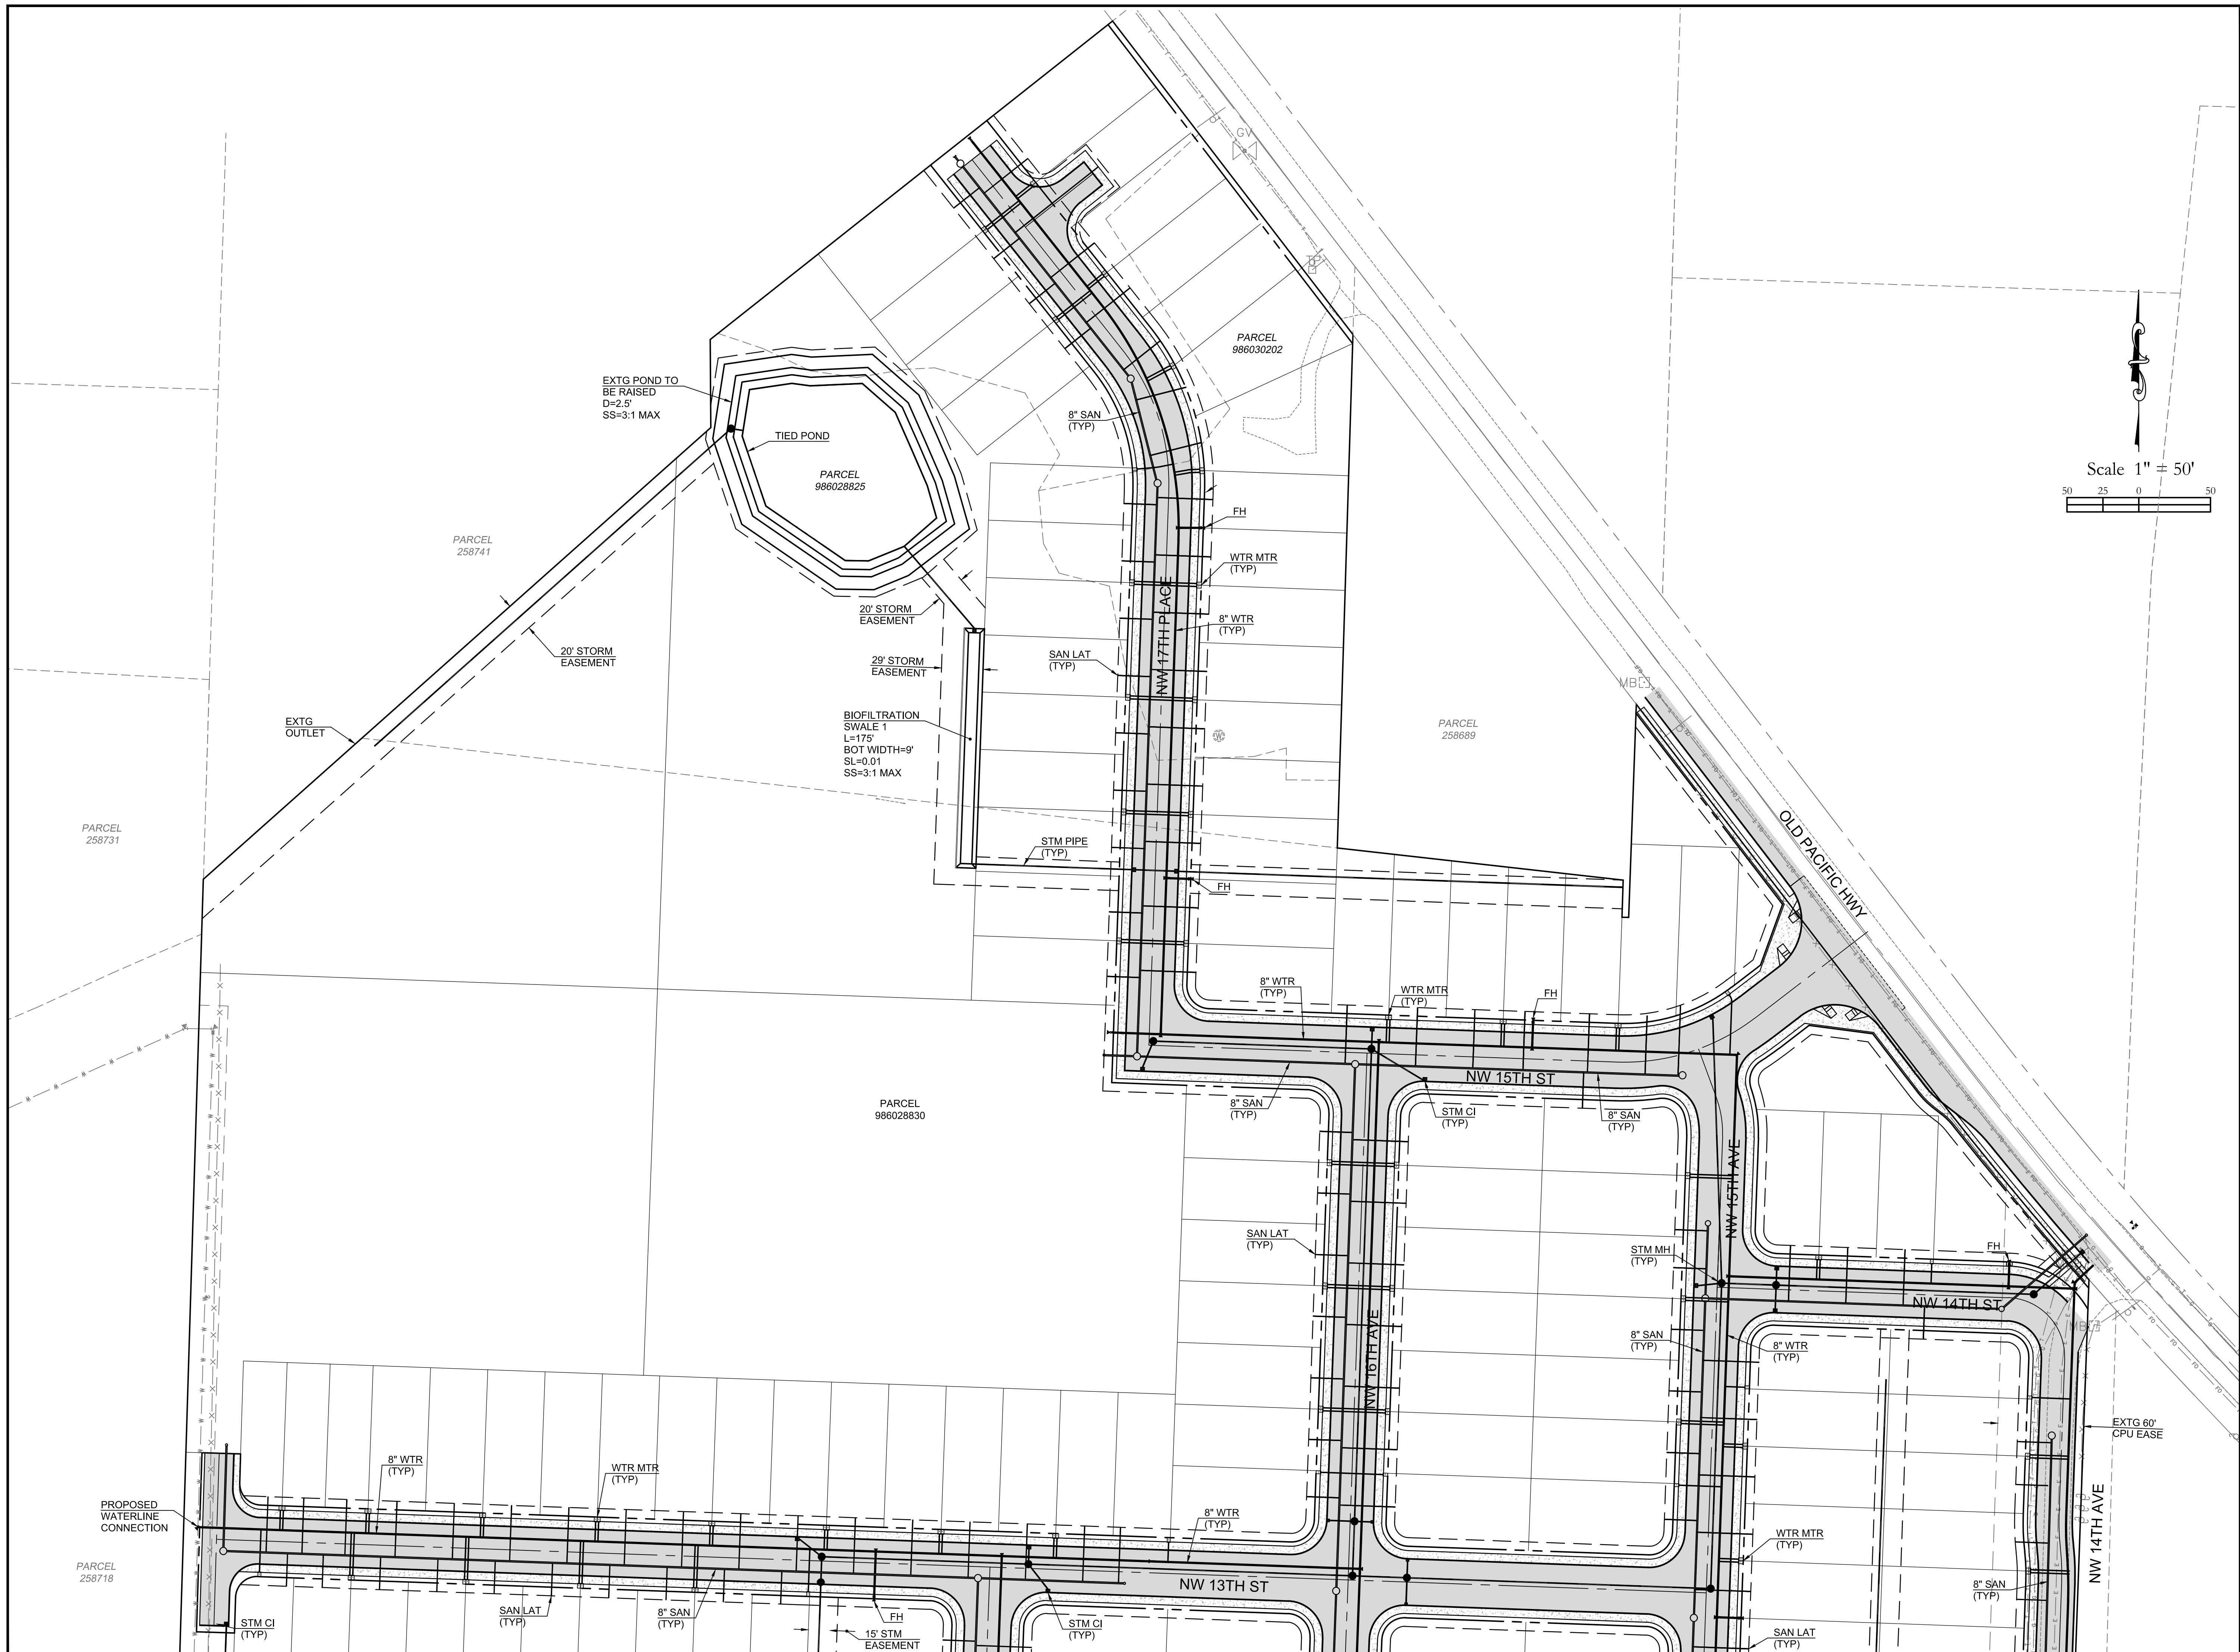 GV
TP
PARCEL
986030202
Scale 1" = 50'
50 25 0 50
EXTG POND TO
BE RAISED
D=2.5'
SS=3:1 MAX
TIED POND
PARCEL
986028825
8" SAN
(TYP)
PARCEL
258741
FH
WTR MTR
(TYP)
NW 17TH PLACE
8" WTR
(TYP)
20' STORM
EASEMENT
20' STORM
EASEMENT
29' STORM
EASEMENT
SAN LAT
(TYP)
EXTG
OUTLET
BIOFILTRATION
SWALE 1
L=175'
BOT WIDTH=9'
SL=0.01
SS=3:1 MAX
W
MB
PARCEL
258689
PARCEL
258731
OLD PACIFIC HWY
STM PIPE
(TYP)
FH
8" WTR
(TYP)
WTR MTR
(TYP)
FH
NW 15TH ST
8" SAN
(TYP)
STM CI
(TYP)
8" SAN
(TYP)
PARCEL
986028830
NW 15TH AVE
SAN LAT
(TYP)
STM MH
(TYP)
FH
NW 14TH ST
MB
NW 16TH AVE
8" SAN
(TYP)
8" WTR
(TYP)
EXTG 60'
CPU EASE
NW 14TH AVE
8" WTR
(TYP)
WTR MTR
(TYP)
8" WTR
(TYP)
PROPOSED
WATERLINE
CONNECTION
WTR MTR
(TYP)
PARCEL
258718
NW 13TH ST
8" SAN
(TYP)
STM CI
(TYP)
SAN LAT
(TYP)
8" SAN
(TYP)
FH
15' STM
EASEMENT
STM CI
(TYP)
SAN LAT
(TYP)